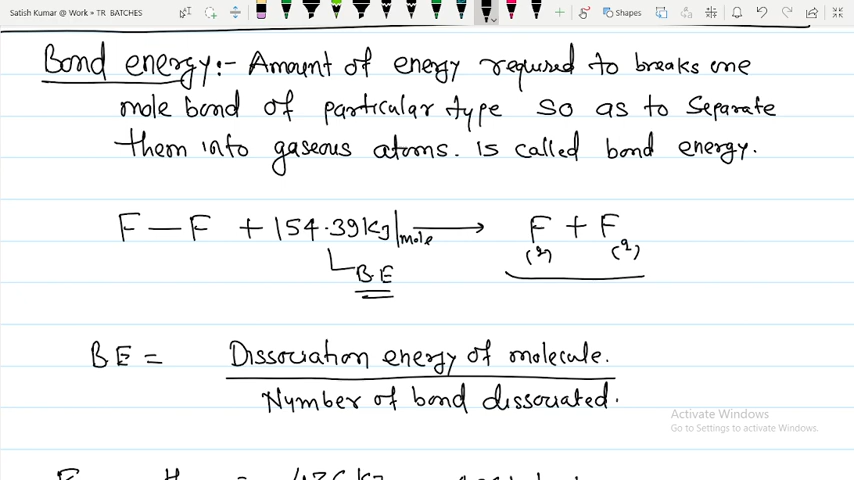 Satish Kumar @ Work » TR BATCHES
Shapes
Bond energy:- Amount of energy required to breaks one
mole bond of particular type so as to separate
them into gaseous atoms. is called bond energy.
F — F + 154.39 KJ/mole → F + F
(g) (g)
BE
BE = Dissociation energy of molecule.
Number of bond dissociated.
Activate Windows
Go to Settings to activate Windows.